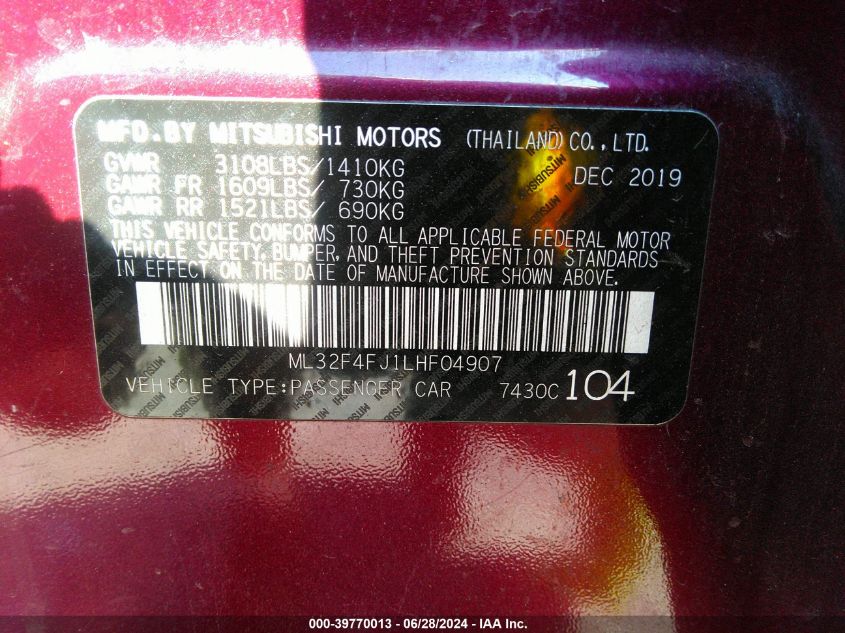 MFD.BY MITSUBISHI MOTORS (THAILAND)CO.,LTD.
GVWR 3108LBS/1410KG DEC 2019
GAWR FR 1609LBS/ 730KG
GAWR RR 1521LBS/ 690KG
THIS VEHICLE CONFORMS TO ALL APPLICABLE FEDERAL MOTOR
VEHICLE SAFETY, BUMPER, AND THEFT PREVENTION STANDARDS
IN EFFECT ON THE DATE OF MANUFACTURE SHOWN ABOVE.
ML32F4FJ1LHF04907
VEHICLE TYPE:PASSENGER CAR 7430C 104
000-39770013 - 06/28/2024 - IAA Inc.